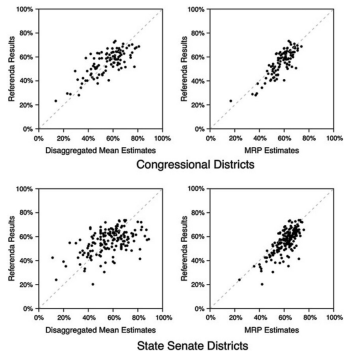 100%
80%
60%
40%
20%
0%
Referenda Results
0% 20% 40% 60% 80% 100%
Disaggregated Mean Estimates
100%
80%
60%
40%
20%
0%
Referenda Results
0% 20% 40% 60% 80% 100%
MRP Estimates
Congressional Districts
100%
80%
60%
40%
20%
0%
Referenda Results
0% 20% 40% 60% 80% 100%
Disaggregated Mean Estimates
100%
80%
60%
40%
20%
0%
Referenda Results
0% 20% 40% 60% 80% 100%
MRP Estimates
State Senate Districts